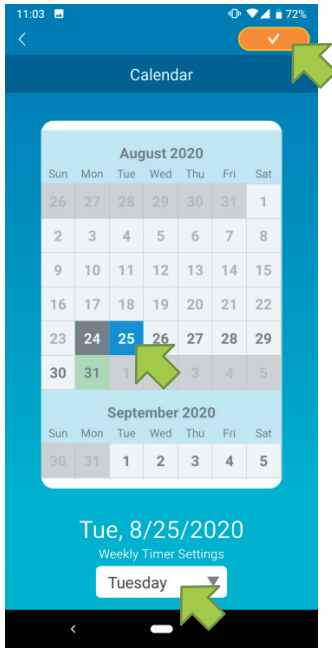 11:03 72%
Calendar
August 2020
Sun Mon Tue Wed Thu Fri Sat
26 27 28 29 30 31 1
2 3 4 5 6 7 8
9 10 11 12 13 14 15
16 17 18 19 20 21 22
23 24 25 26 27 28 29
30 31 1 3 4 5
September 2020
Sun Mon Tue Wed Thu Fri Sat
30 31 1 2 3 4 5
Tue, 8/25/2020
Weekly Timer Settings
Tuesday